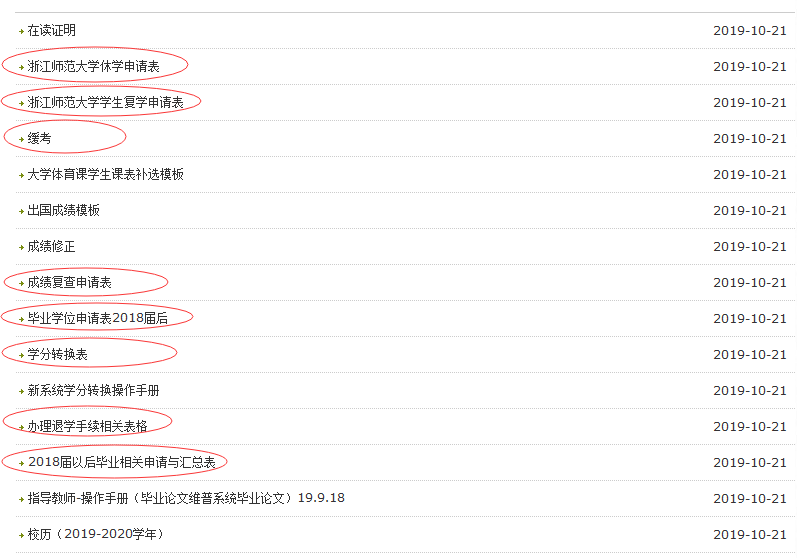 在读证明 2019-10-21
浙江师范大学休学申请表 2019-10-21
浙江师范大学学生复学申请表 2019-10-21
缓考 2019-10-21
大学体育课学生课表补选模板 2019-10-21
出国成绩模板 2019-10-21
成绩修正 2019-10-21
成绩复查申请表 2019-10-21
毕业学位申请表2018届后 2019-10-21
学分转换表 2019-10-21
新系统学分转换操作手册 2019-10-21
办理退学手续相关表格 2019-10-21
2018届以后毕业相关申请与汇总表 2019-10-21
指导教师-操作手册（毕业论文维普系统毕业论文）19.9.18 2019-10-21
校历（2019-2020学年） 2019-10-21